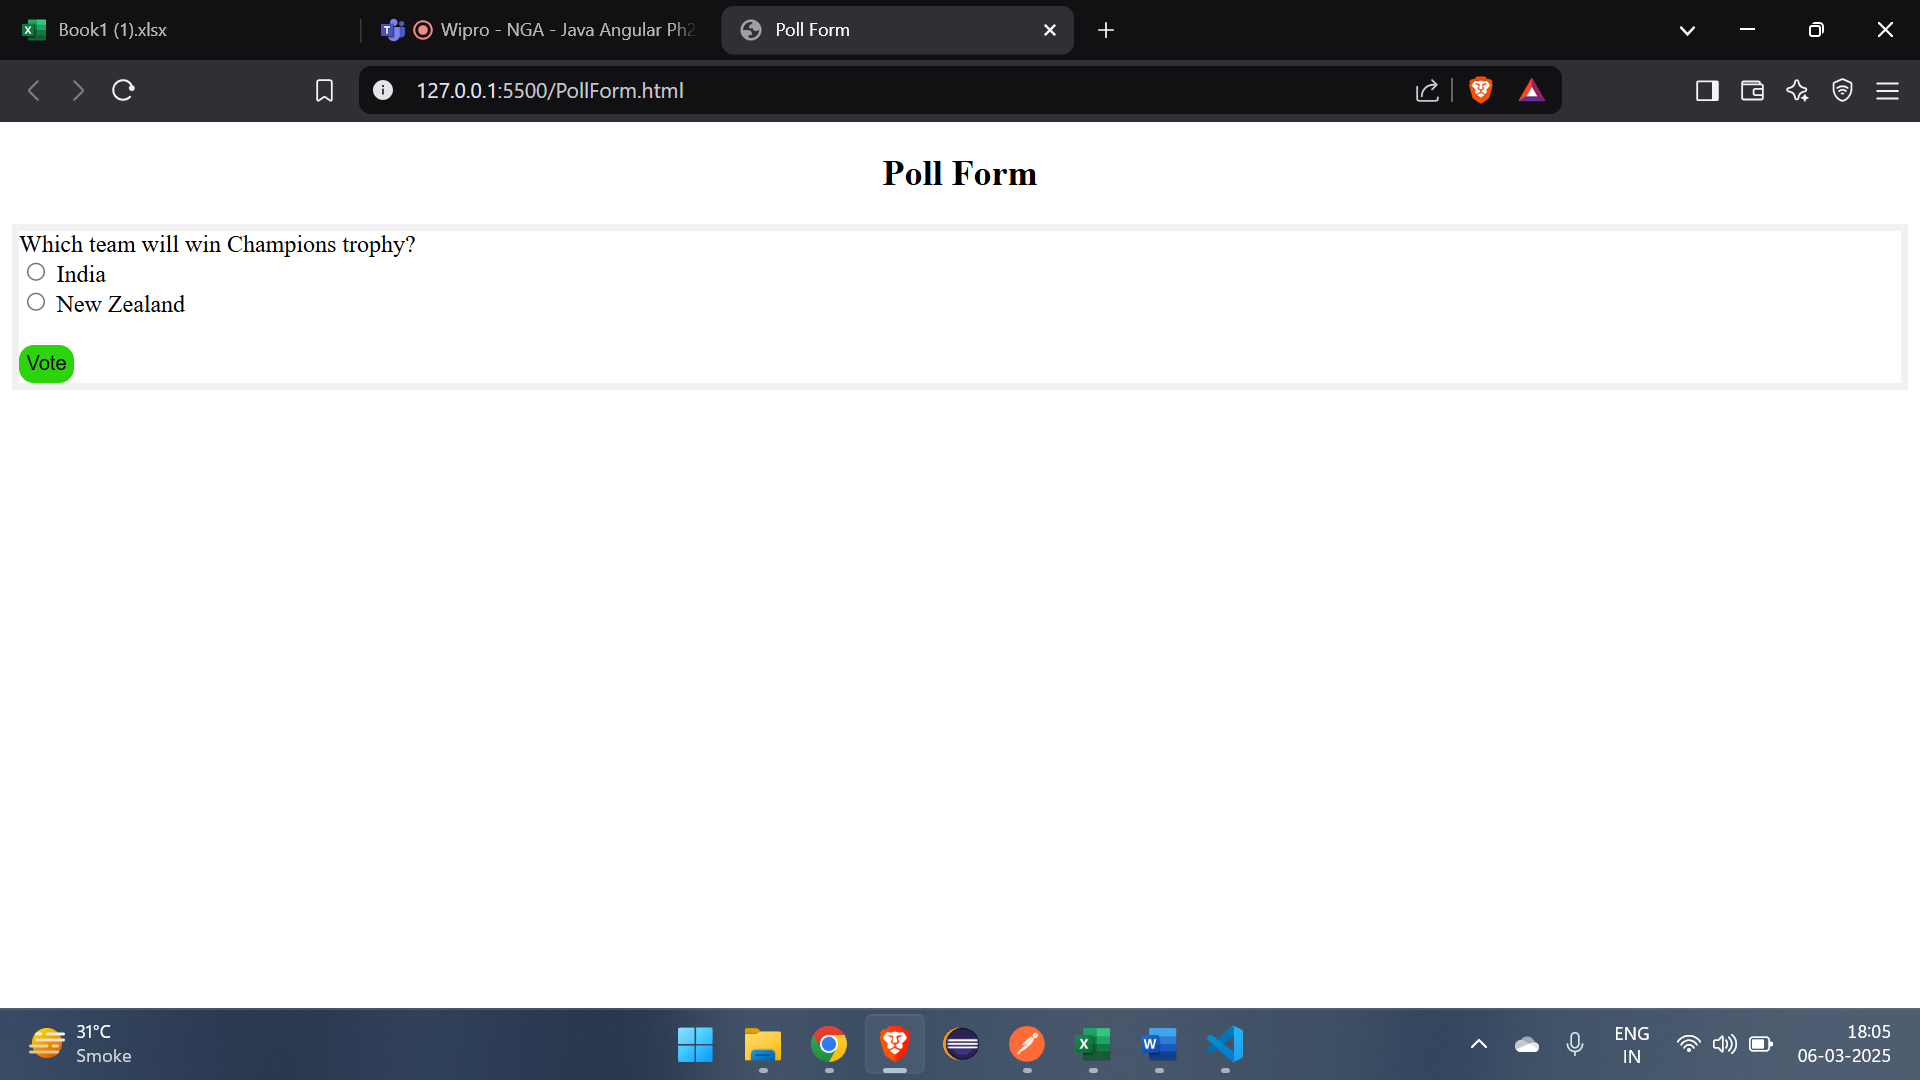 Book1 (1).xlsx
Wipro - NGA - Java Angular Ph2
Poll Form
127.0.0.1:5500/PollForm.html
Poll Form
Which team will win Champions trophy?
India
New Zealand
Vote
31°C
Smoke
ENG
IN
18:05
06-03-2025